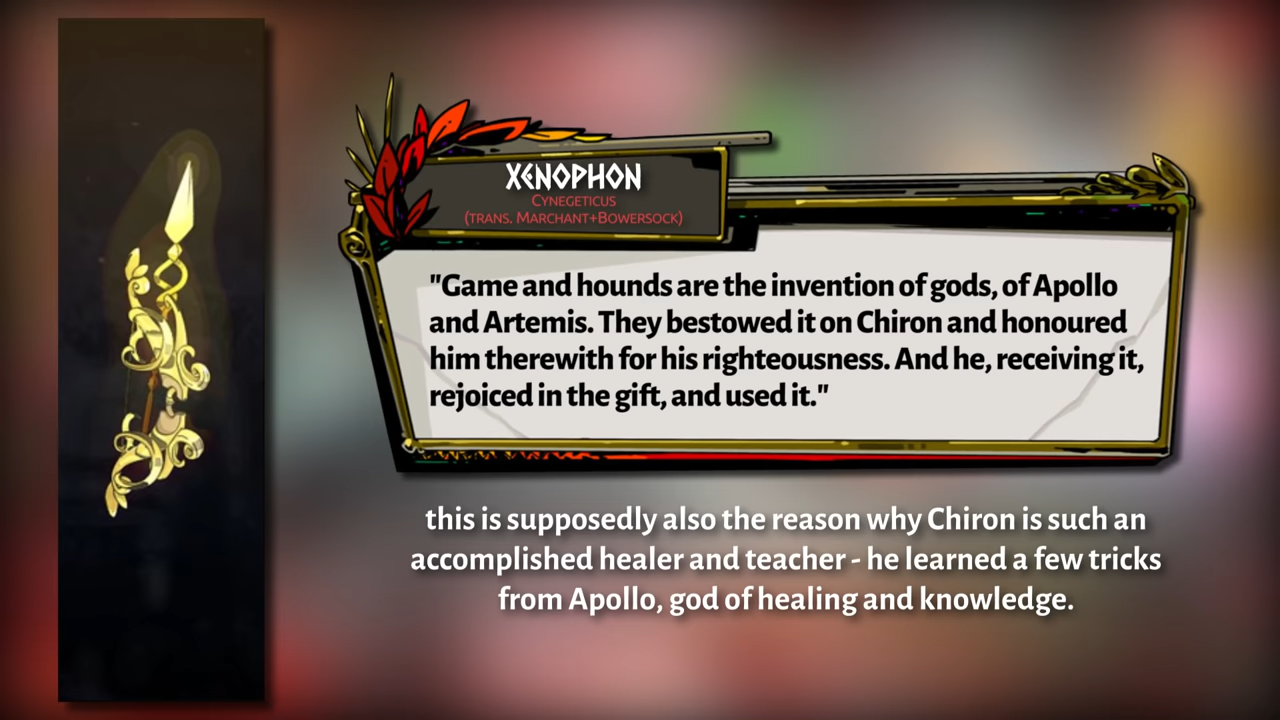 XENOPHON
CYNEGETICUS
(TRANS. MARCHANT+BOWERSOCK)
"Game and hounds are the invention of gods, of Apollo
and Artemis. They bestowed it on Chiron and honoured
him therewith for his righteousness. And he, receiving it,
rejoiced in the gift, and used it."
this is supposedly also the reason why Chiron is such an
accomplished healer and teacher - he learned a few tricks
from Apollo, god of healing and knowledge.